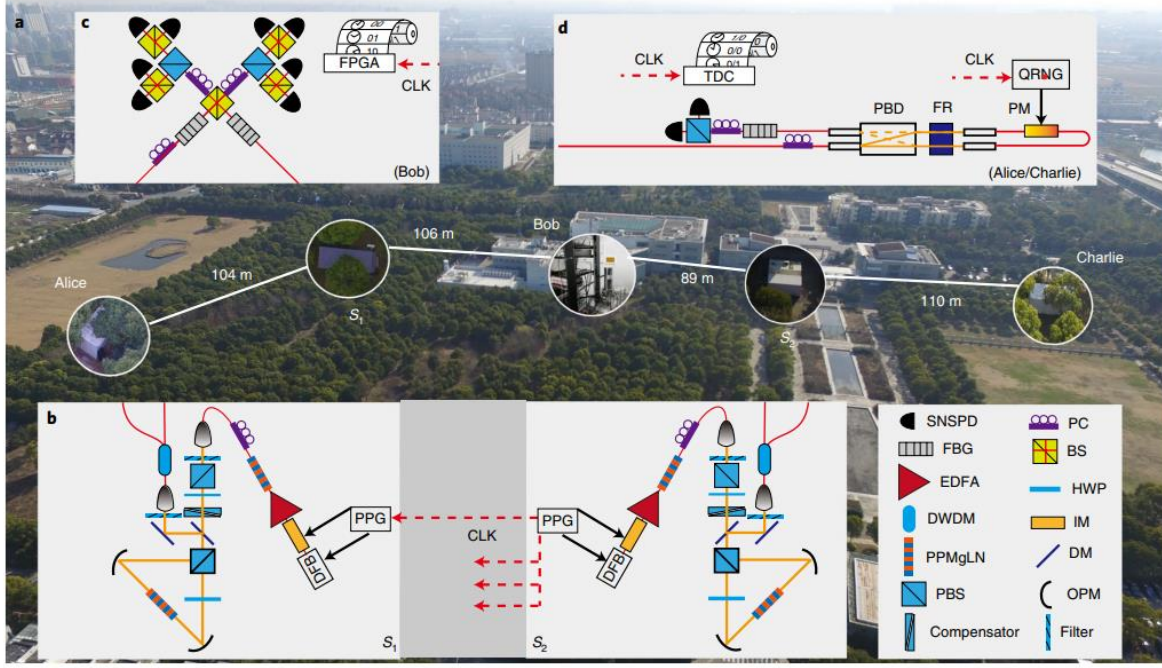 a
c
00
01
10
FPGA
CLK
(Bob)
d
1/0
0/0
0/1
CLK
TDC
CLK
QRNG
PBD
FR
PM
(Alice/Charlie)
Alice
104 m
S1
106 m
Bob
89 m
S
110 m
Charlie
b
PPG
DFB
S1
CLK
PPG
DFB
S2
SNSPD
PC
FBG
BS
EDFA
HWP
DWDM
IM
PPMgLN
DM
PBS
OPM
Compensator
Filter